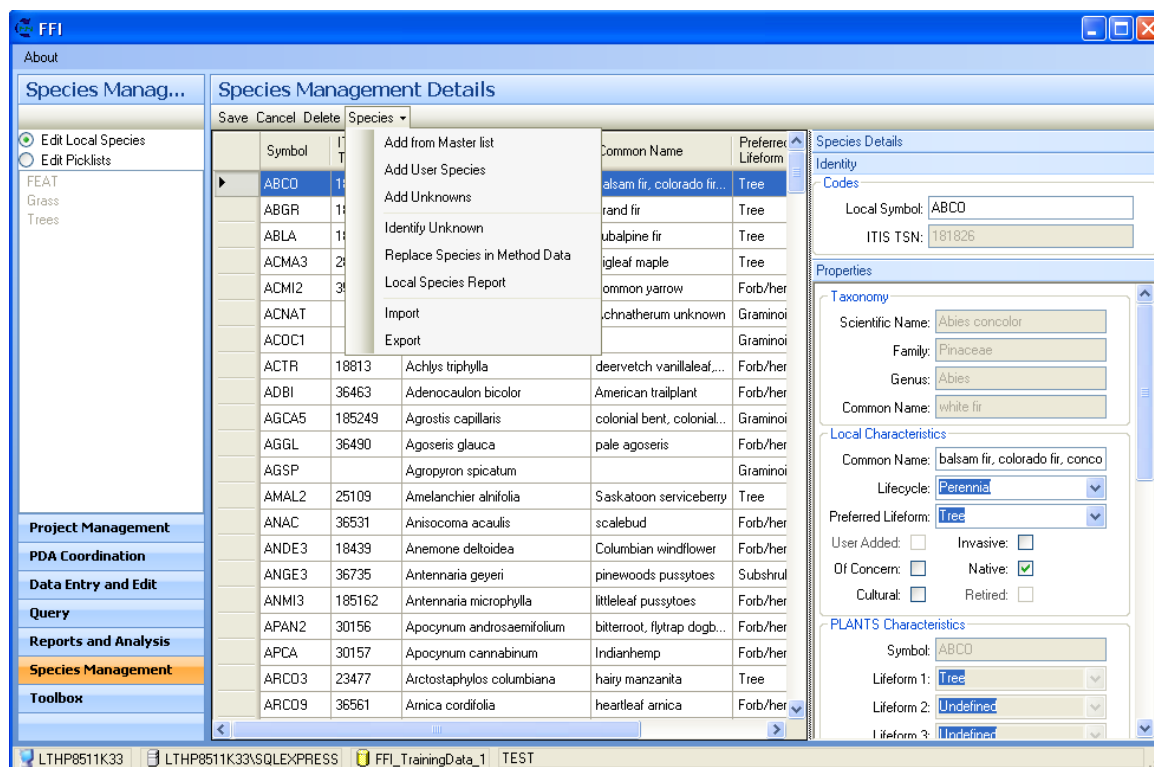 FFI
About
Species Manag...
Species Management Details
Save Cancel Delete Species
Edit Local Species
Edit Picklists
FEAT
Grass
Trees
Project Management
PDA Coordination
Data Entry and Edit
Query
Reports and Analysis
Species Management
Toolbox
Add from Master list
Add User Species
Add Unknowns
Identify Unknown
Replace Species in Method Data
Local Species Report
Import
Export
Symbol Common Name Preferred Lifeform
ABCO balsam fir, colorado fir... Tree
ABGR grand fir Tree
ABLA subalpine fir Tree
ACMA3 bigleaf maple Tree
ACMI2 common yarrow Forb/her
ACNAT Achnatherum unknown Graminoi
ACOC1 Graminoi
ACTR 18813 Achlys triphylla deervetch vanillaleaf,... Forb/her
ADBI 36463 Adenocaulon bicolor American trailplant Forb/her
AGCA5 185249 Agrostis capillaris colonial bent, colonial... Graminoi
AGGL 36490 Agoseris glauca pale agoseris Forb/her
AGSP Agropyron spicatum Graminoi
AMAL2 25109 Amelanchier alnifolia Saskatoon serviceberry Tree
ANAC 36531 Anisocoma acaulis scalebud Forb/her
ANDE3 18439 Anemone deltoidea Columbian windflower Forb/her
ANGE3 36735 Antennaria geyeri pinewoods pussytoes Subshrul
ANMI3 185162 Antennaria microphylla littleleaf pussytoes Forb/her
APAN2 30156 Apocynum androsaemifolium bitterroot, flytrap dogb... Forb/her
APCA 30157 Apocynum cannabinum Indianhemp Forb/her
ARCO3 23477 Arctostaphylos columbiana hairy manzanita Tree
ARCO9 36561 Arnica cordifolia heartleaf arnica Forb/her
Species Details
Identity
Codes
Local Symbol: ABCO
ITIS TSN: 181826
Properties
Taxonomy
Scientific Name: Abies concolor
Family: Pinaceae
Genus: Abies
Common Name: white fir
Local Characteristics
Common Name: balsam fir, colorado fir, conco
Lifecycle: Perennial
Preferred Lifeform: Tree
User Added: Invasive:
Of Concern: Native:
Cultural: Retired:
PLANTS Characteristics
Symbol: ABCO
Lifeform 1: Tree
Lifeform 2: Undefined
Lifeform 3: Undefined
LTHP8511K33 LTHP8511K33\SQLEXPRESS FFI_TrainingData_1 TEST